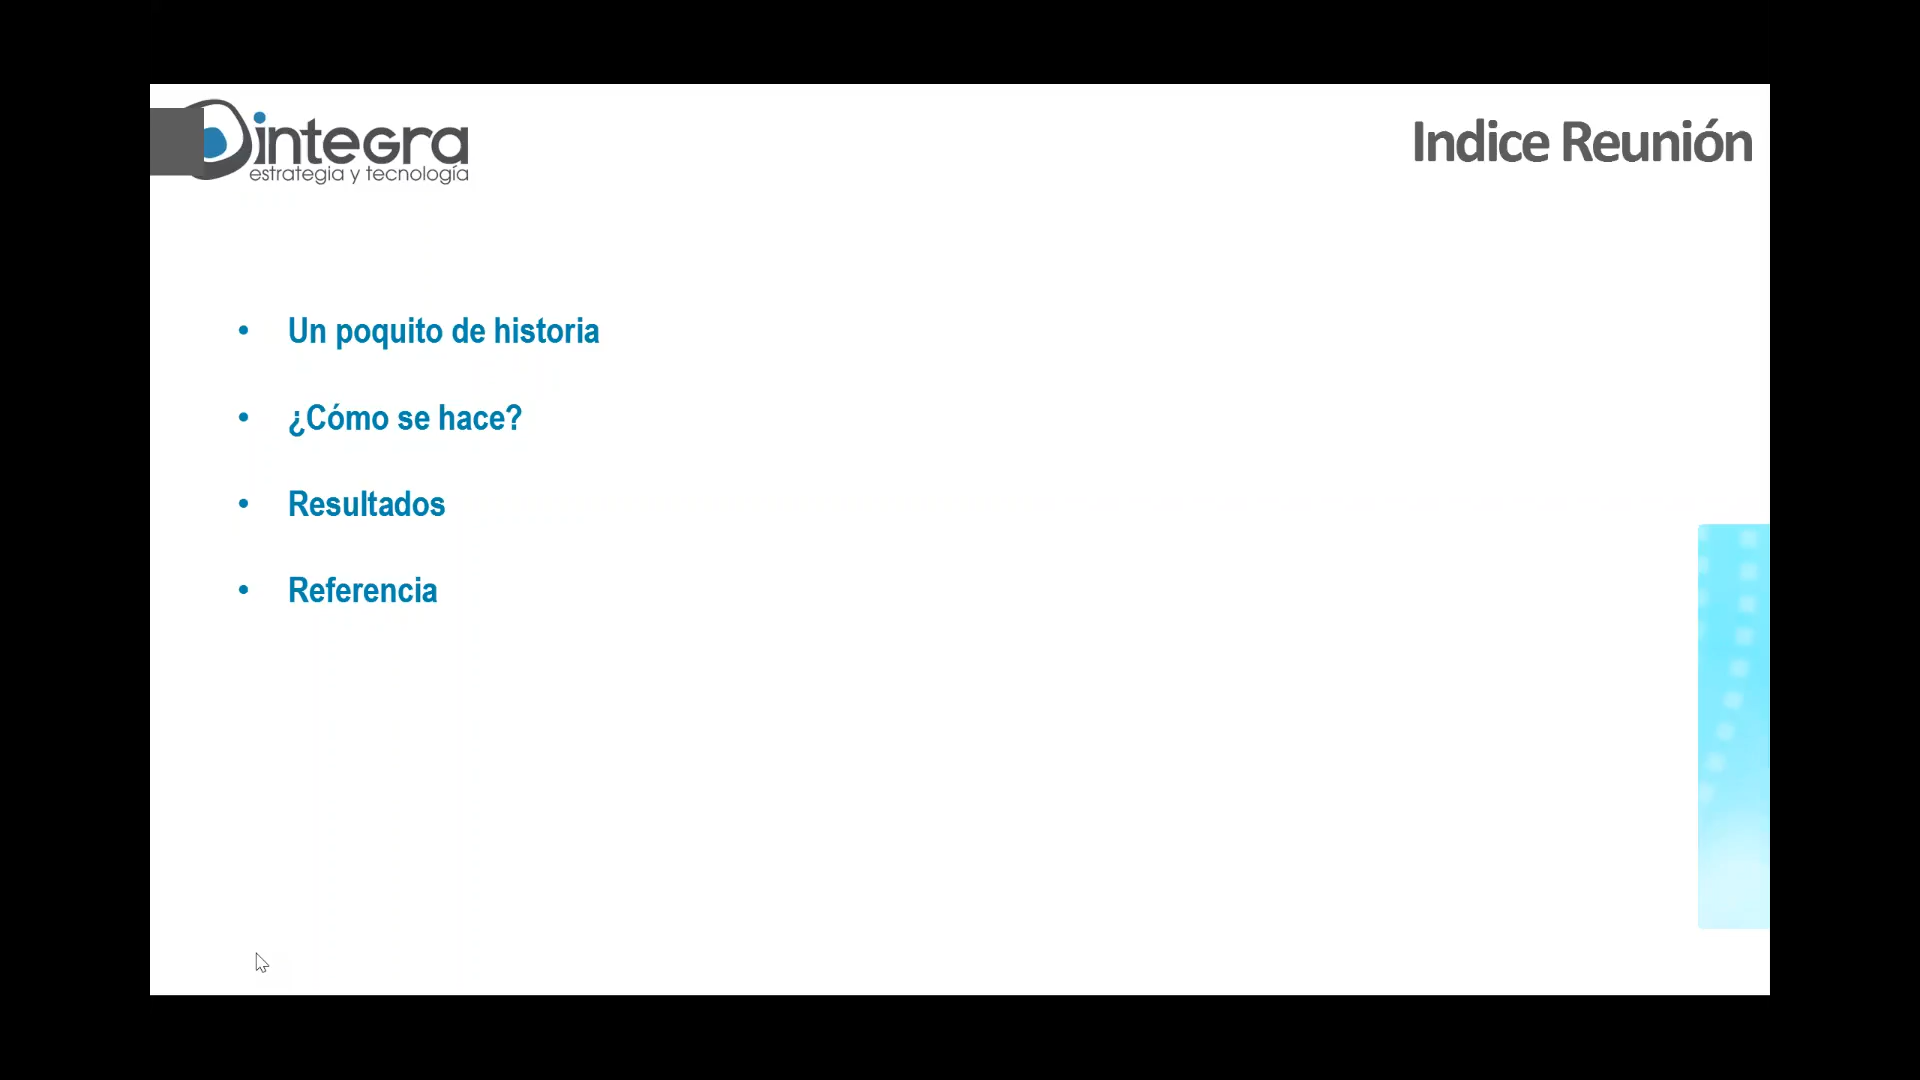 integra
estrategia y tecnología
Indice Reunión
• Un poquito de historia
• ¿Cómo se hace?
• Resultados
• Referencia